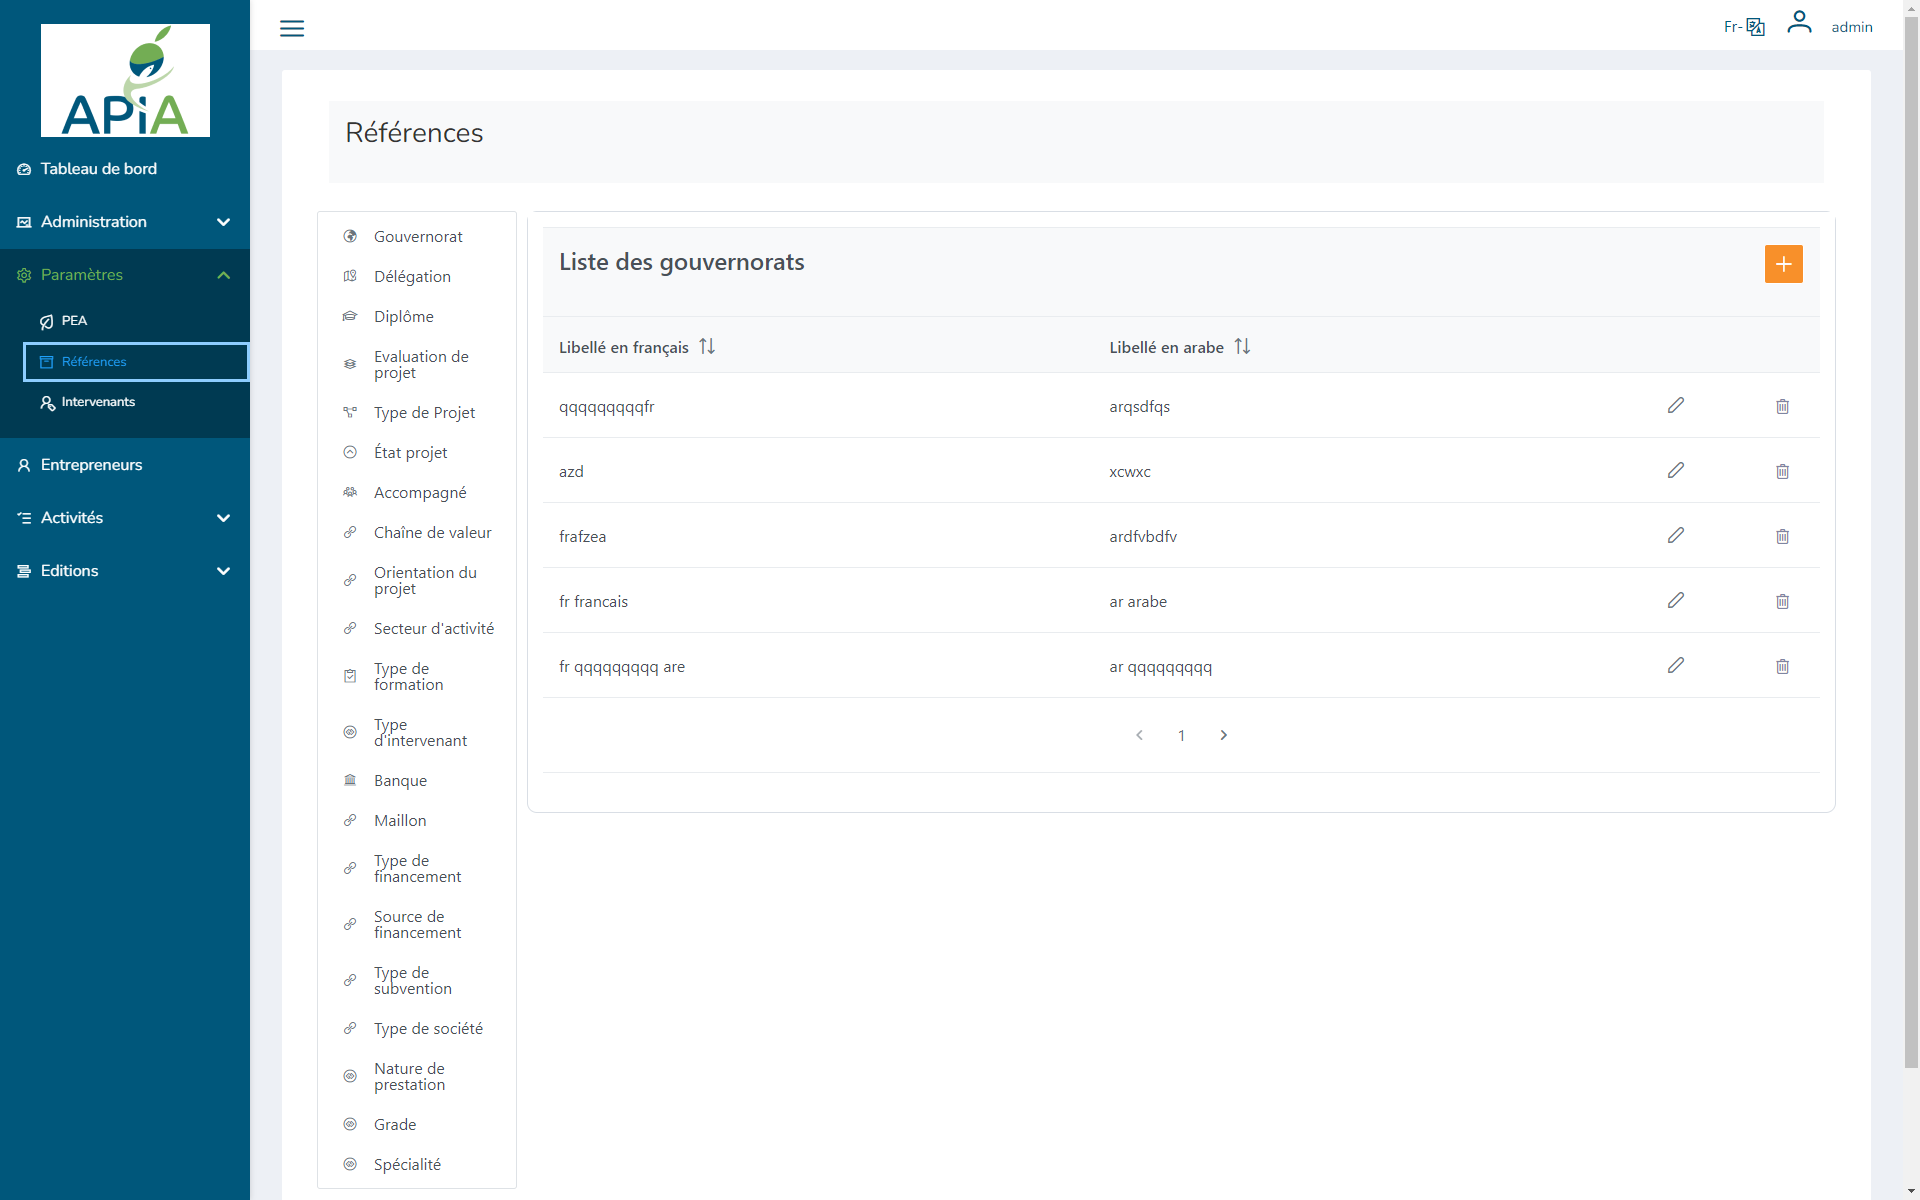 Fr-
admin
APiA
Tableau de bord
Administration
Paramètres
PEA
Références
Intervenants
Entrepreneurs
Activités
Editions
Références
Gouvernorat
Délégation
Diplôme
Evaluation de
projet
Type de Projet
État projet
Accompagné
Chaîne de valeur
Orientation du
projet
Secteur d'activité
Type de
formation
Type
d'intervenant
Banque
Maillon
Type de
financement
Source de
financement
Type de
subvention
Type de société
Nature de
prestation
Grade
Spécialité
Liste des gouvernorats
Libellé en français Libellé en arabe
qqqqqqqqqfr arqsdfqs
azd xcwxc
frafzea ardfvbdfv
fr francais ar arabe
fr qqqqqqqqq are ar qqqqqqqqq
1